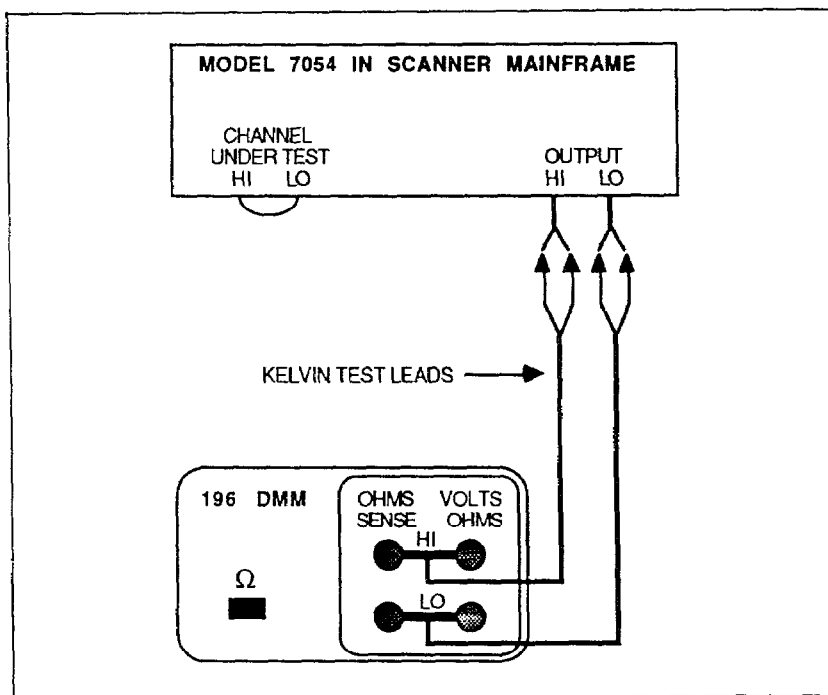 MODEL 7054 IN SCANNER MAINFRAME
CHANNEL
UNDER TEST
HI LO
OUTPUT
HI LO
KELVIN TEST LEADS
196 DMM
Ω
OHMS VOLTS
SENSE OHMS
HI
LO